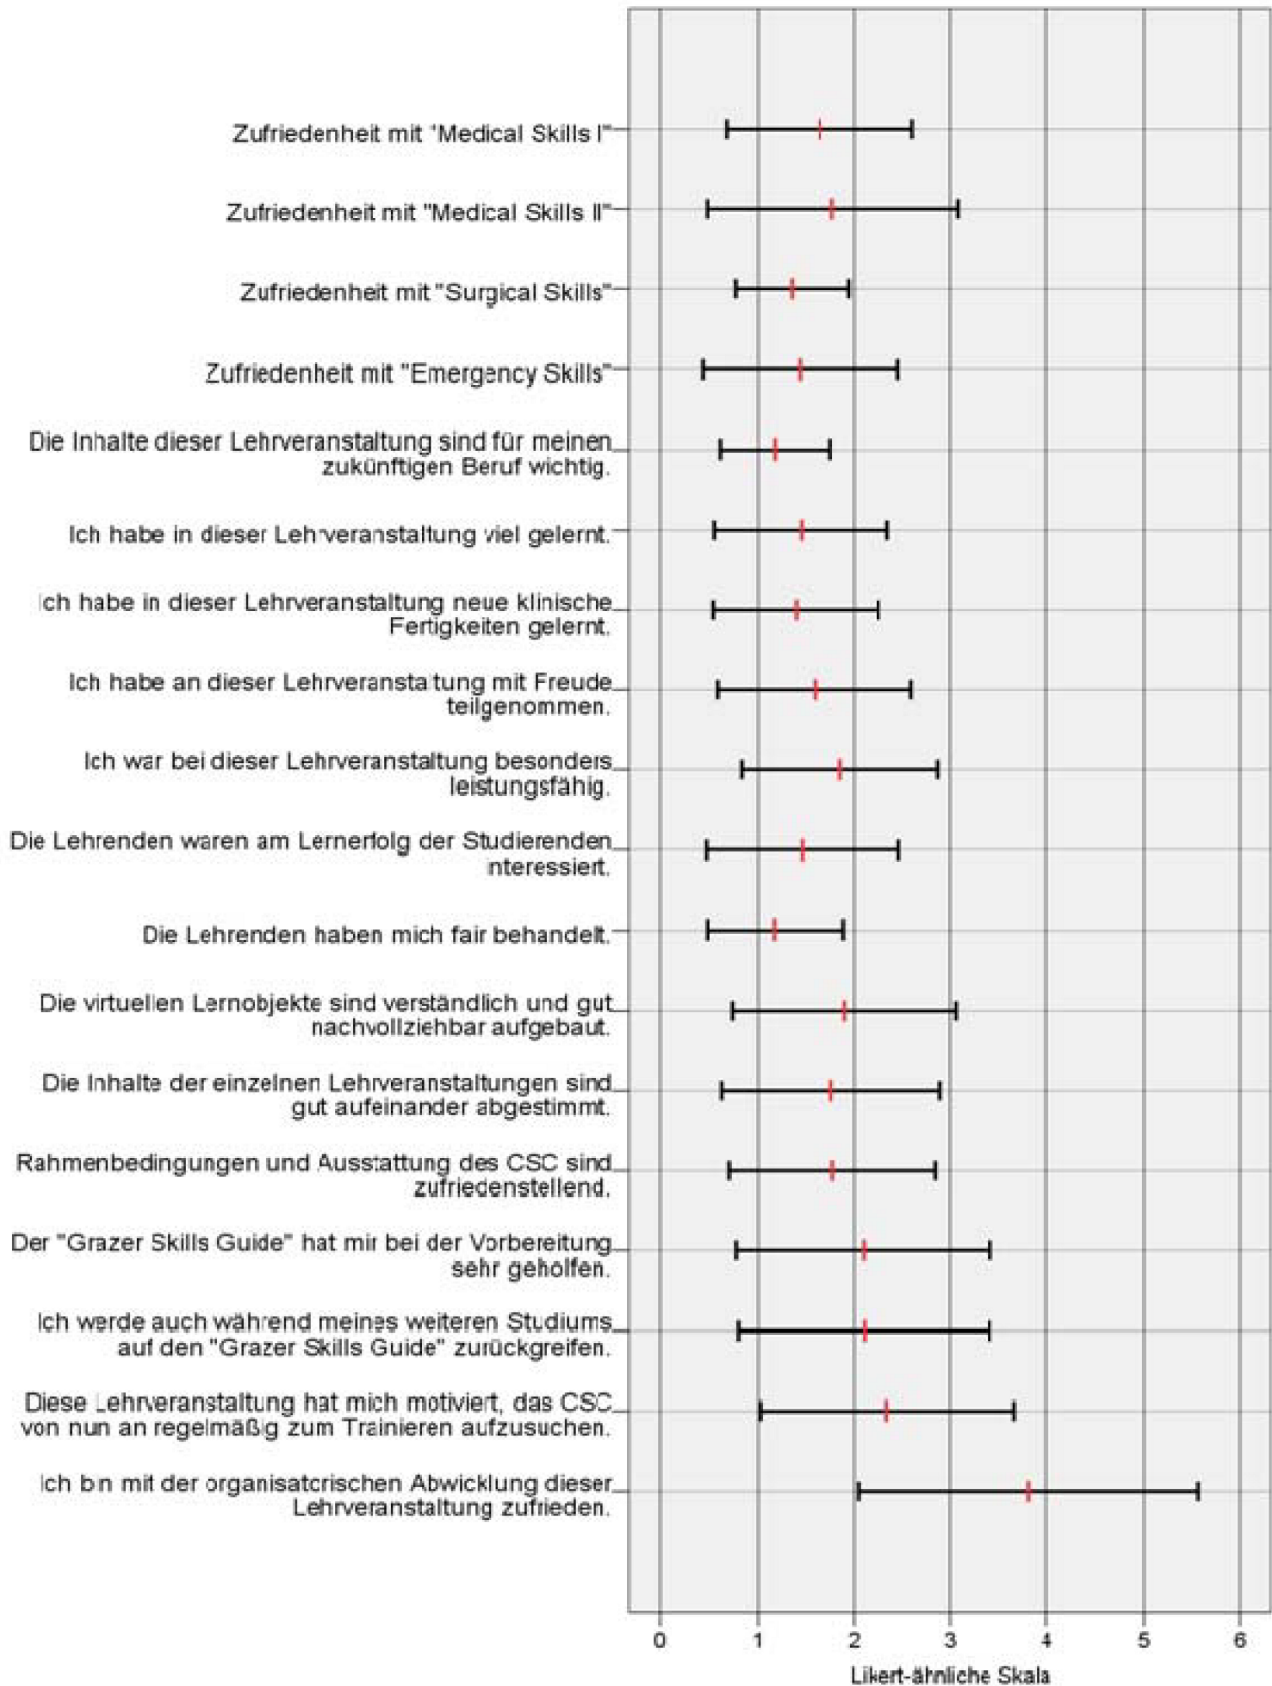 Zufriedenheit mit "Medical Skills I"
Zufriedenheit mit "Medical Skills II"
Zufriedenheit mit "Surgical Skills"
Zufriedenheit mit "Emergency Skills"
Die Inhalte dieser Lehrveranstaltung sind für meinen
zukünftigen Beruf wichtig.
Ich habe in dieser Lehrveranstaltung viel gelernt.
Ich habe in dieser Lehrveranstaltung neue klinische
Fertigkeiten gelernt.
Ich habe an dieser Lehrveranstaltung mit Freude
teilgenommen.
Ich war bei dieser Lehrveranstaltung besonders
leistungsfähig.
Die Lehrenden waren am Lernerfolg der Studierenden
interessiert.
Die Lehrenden haben mich fair behandelt.
Die virtuellen Lernobjekte sind verständlich und gut
nachvollziehbar aufgebaut.
Die Inhalte der einzelnen Lehrveranstaltungen sind
gut aufeinander abgestimmt.
Rahmenbedingungen und Ausstattung des CSC sind
zufriedenstellend.
Der "Grazer Skills Guide" hat mir bei der Vorbereitung
sehr geholfen.
Ich werde auch während meines weiteren Studiums
auf den "Grazer Skills Guide" zurückgreifen.
Diese Lehrveranstaltung hat mich motiviert, das CSC
von nun an regelmäßig zum Trainieren aufzusuchen.
Ich bin mit der organisatorischen Abwicklung dieser
Lehrveranstaltung zufrieden.
0 1 2 3 4 5 6
Likert-ähnliche Skala